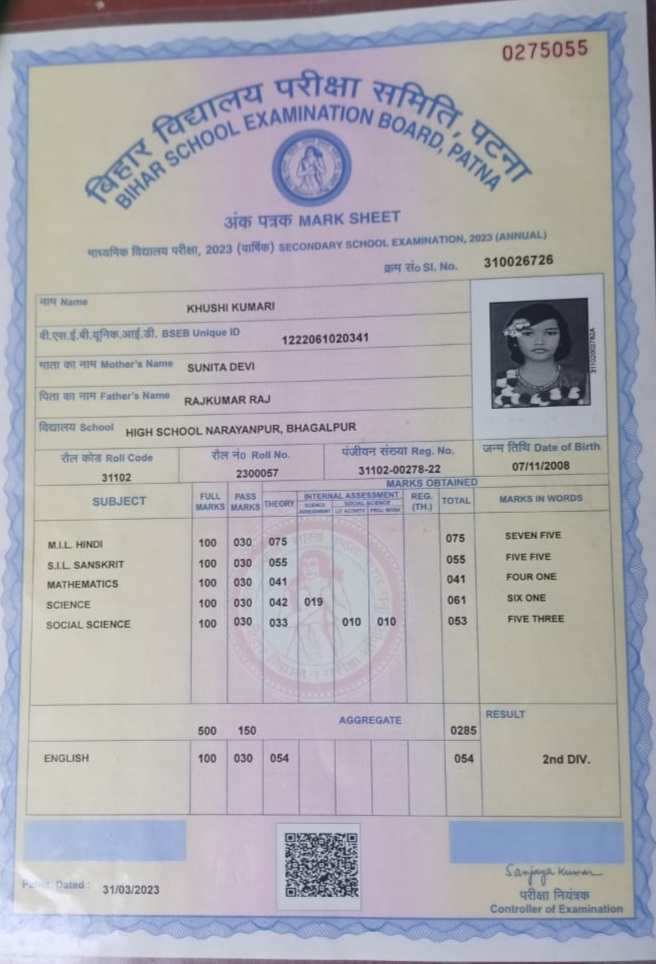 0275055
बिहार विद्यालय परीक्षा समिति, पटना
BIHAR SCHOOL EXAMINATION BOARD, PATNA
अंक पत्रक MARK SHEET
माध्यमिक विद्यालय परीक्षा, 2023 (वार्षिक) SECONDARY SCHOOL EXAMINATION, 2023 (ANNUAL)
क्रम सं० Sl. No. 310026726
नाम Name KHUSHI KUMARI
बी.एस.ई.बी.यूनिक.आई.डी. BSEB Unique ID 1222061020341
माता का नाम Mother's Name SUNITA DEVI
पिता का नाम Father's Name RAJKUMAR RAJ
विद्यालय School HIGH SCHOOL NARAYANPUR, BHAGALPUR
रौल कोड Roll Code रौल नं० Roll No. पंजीयन संख्या Reg. No. जन्म तिथि Date of Birth
31102 2300057 31102-00278-22 07/11/2008
MARKS OBTAINED
SUBJECT FULL MARKS PASS MARKS THEORY INTERNAL ASSESSMENT REG. (TH.) TOTAL MARKS IN WORDS
SCIENCE SOCIAL SCIENCE
LIT ACTIVITY PROJ. WORK
M.I.L. HINDI 100 030 075 075 SEVEN FIVE
S.I.L. SANSKRIT 100 030 055 055 FIVE FIVE
MATHEMATICS 100 030 041 041 FOUR ONE
SCIENCE 100 030 042 019 061 SIX ONE
SOCIAL SCIENCE 100 030 033 010 010 053 FIVE THREE
500 150 AGGREGATE 0285 RESULT
ENGLISH 100 030 054 054 2nd DIV.
Dated : 31/03/2023
Sanjaya Kumar
परीक्षा नियंत्रक
Controller of Examination